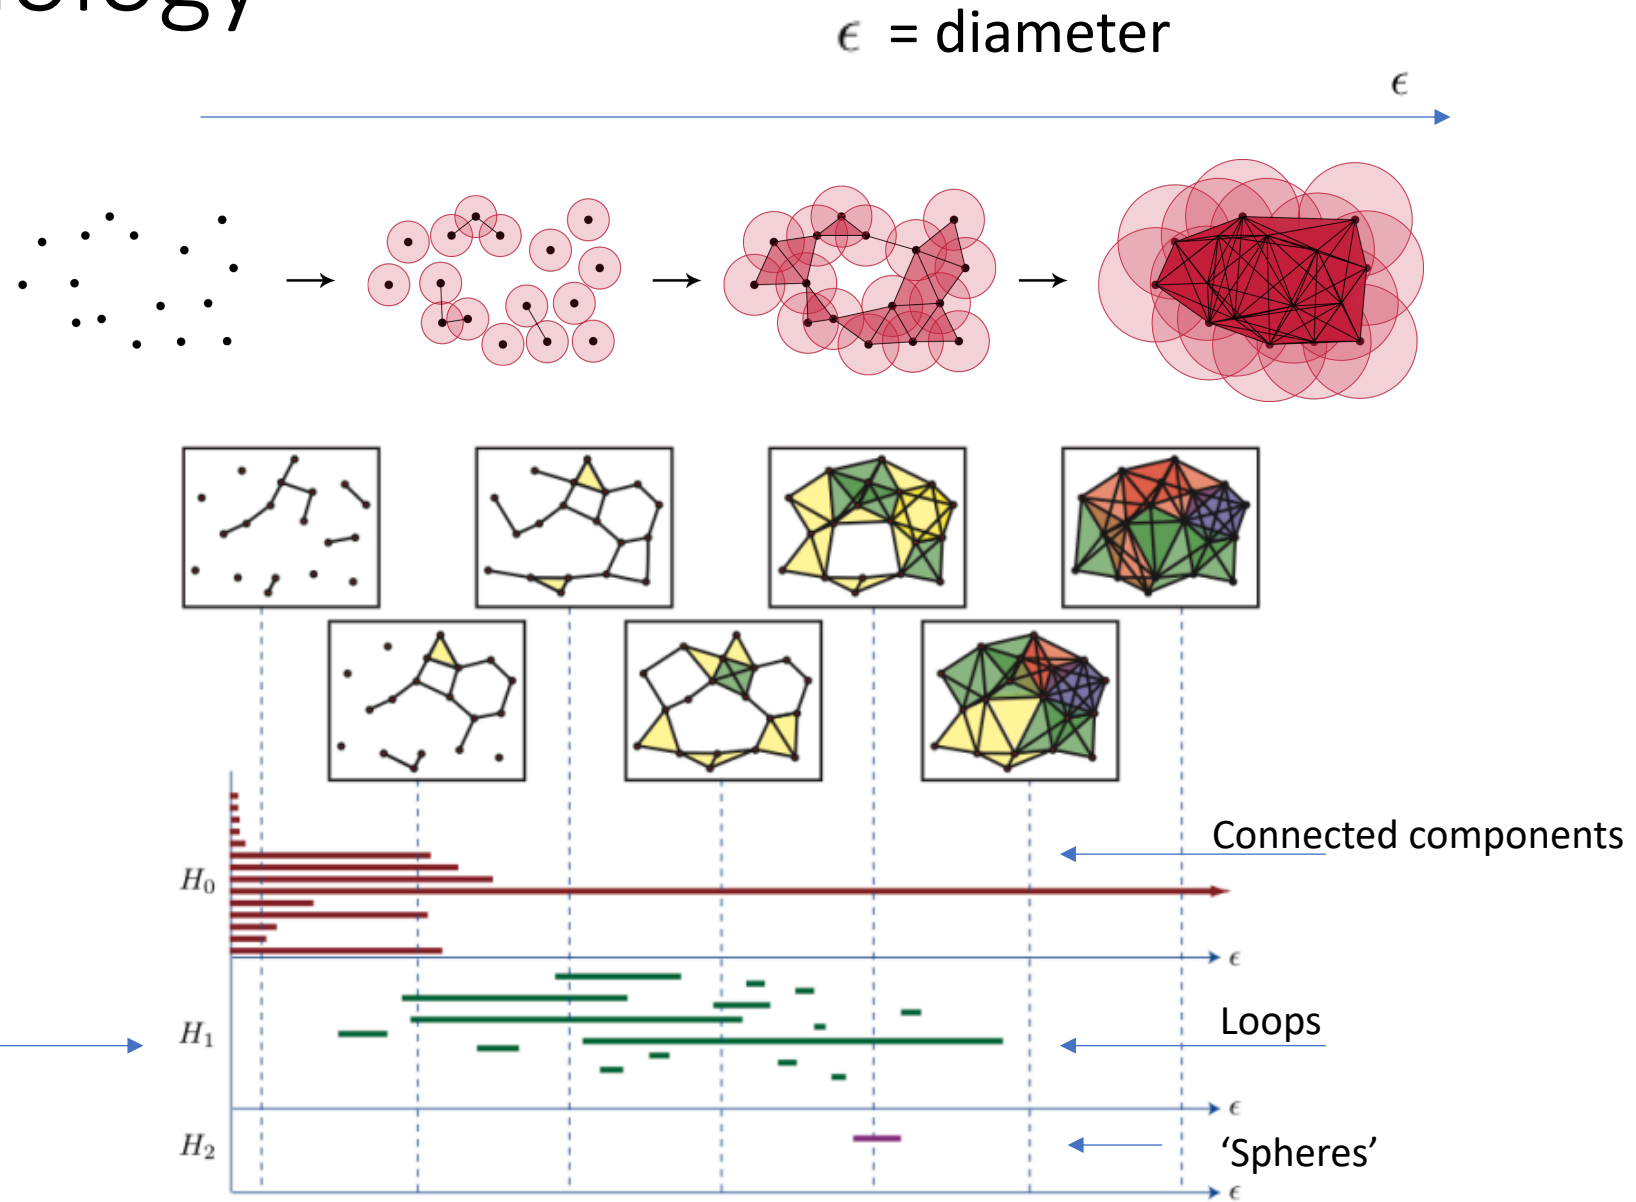 ϵ = diameter
ϵ
Connected components
H₀
ϵ
Loops
H₁
ϵ
H₂
‘Spheres’
ϵ